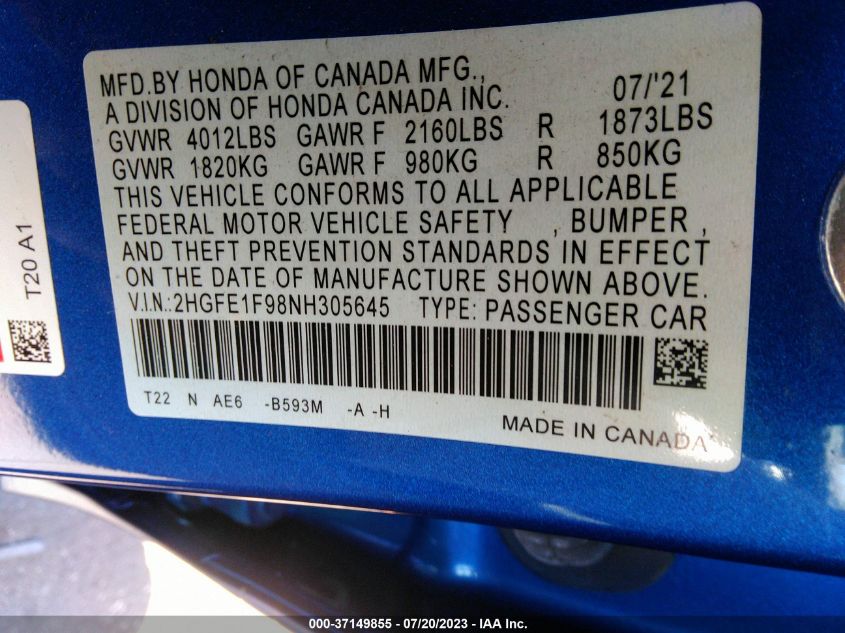 MFD.BY HONDA OF CANADA MFG., 07/'21
A DIVISION OF HONDA CANADA INC.
GVWR 4012LBS GAWR F 2160LBS R 1873LBS
GVWR 1820KG GAWR F 980KG R 850KG
THIS VEHICLE CONFORMS TO ALL APPLICABLE
FEDERAL MOTOR VEHICLE SAFETY , BUMPER ,
AND THEFT PREVENTION STANDARDS IN EFFECT
ON THE DATE OF MANUFACTURE SHOWN ABOVE.
V.I.N.:2HGFE1F98NH305645 TYPE: PASSENGER CAR
T22 N AE6 -B593M -A -H
MADE IN CANADA
T20 A1
000-37149855 - 07/20/2023 - IAA Inc.